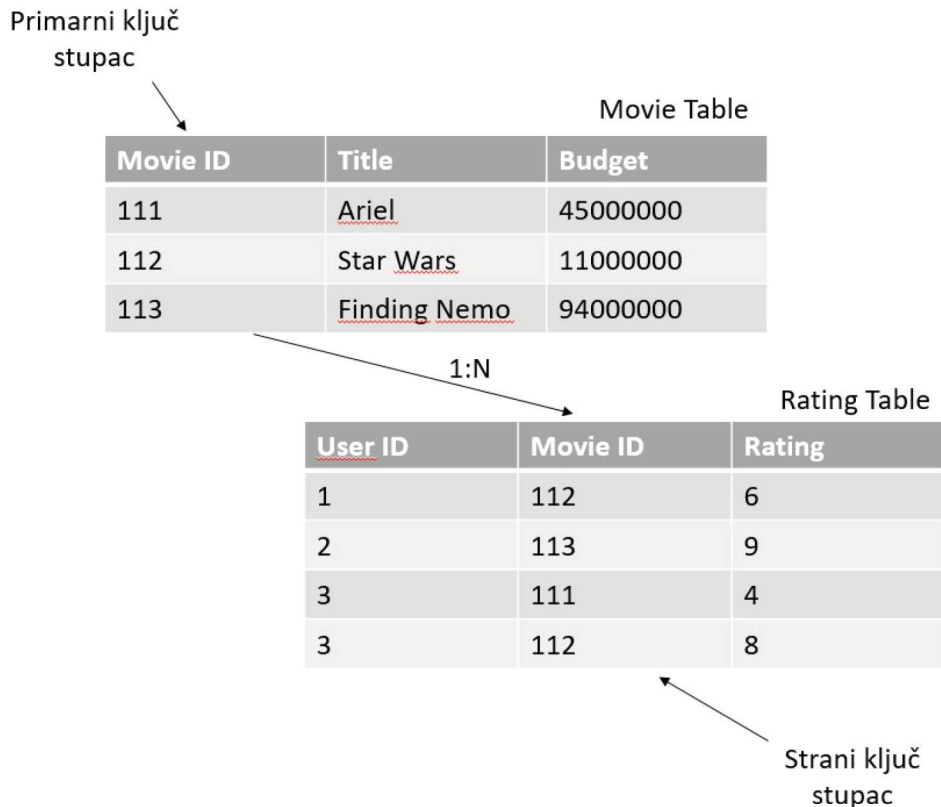 Primarni ključ
stupac
Movie Table
Movie ID Title Budget
111 Ariel 45000000
112 Star Wars 11000000
113 Finding Nemo 94000000
1:N
Rating Table
User ID Movie ID Rating
1 112 6
2 113 9
3 111 4
3 112 8
Strani ključ
stupac